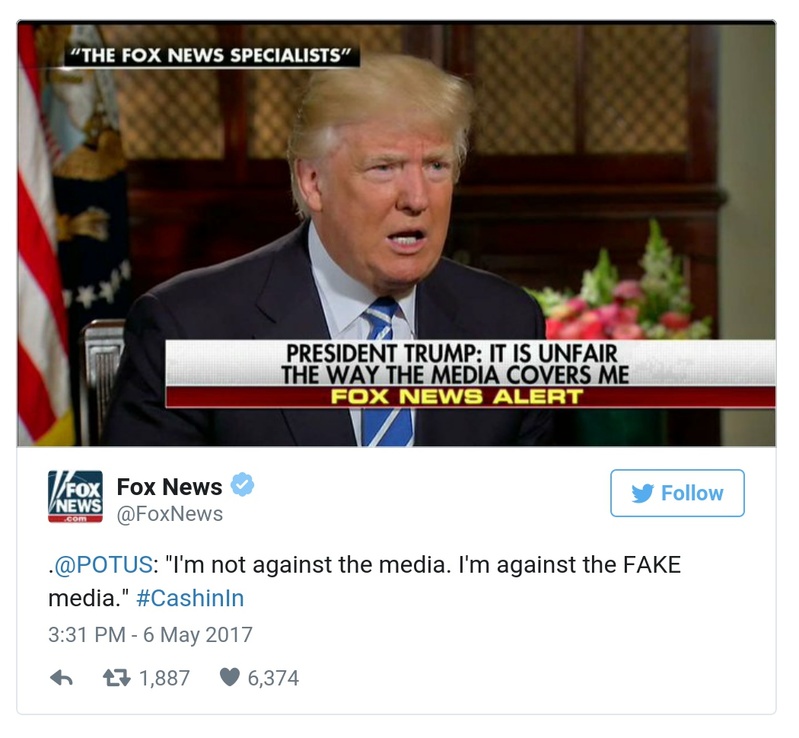 "THE FOX NEWS SPECIALISTS"
PRESIDENT TRUMP: IT IS UNFAIR
THE WAY THE MEDIA COVERS ME
FOX NEWS ALERT
FOX
NEWS
.com
Fox News
@FoxNews
Follow
.@POTUS: "I'm not against the media. I'm against the FAKE
media." #CashinIn
3:31 PM - 6 May 2017
1,887 6,374